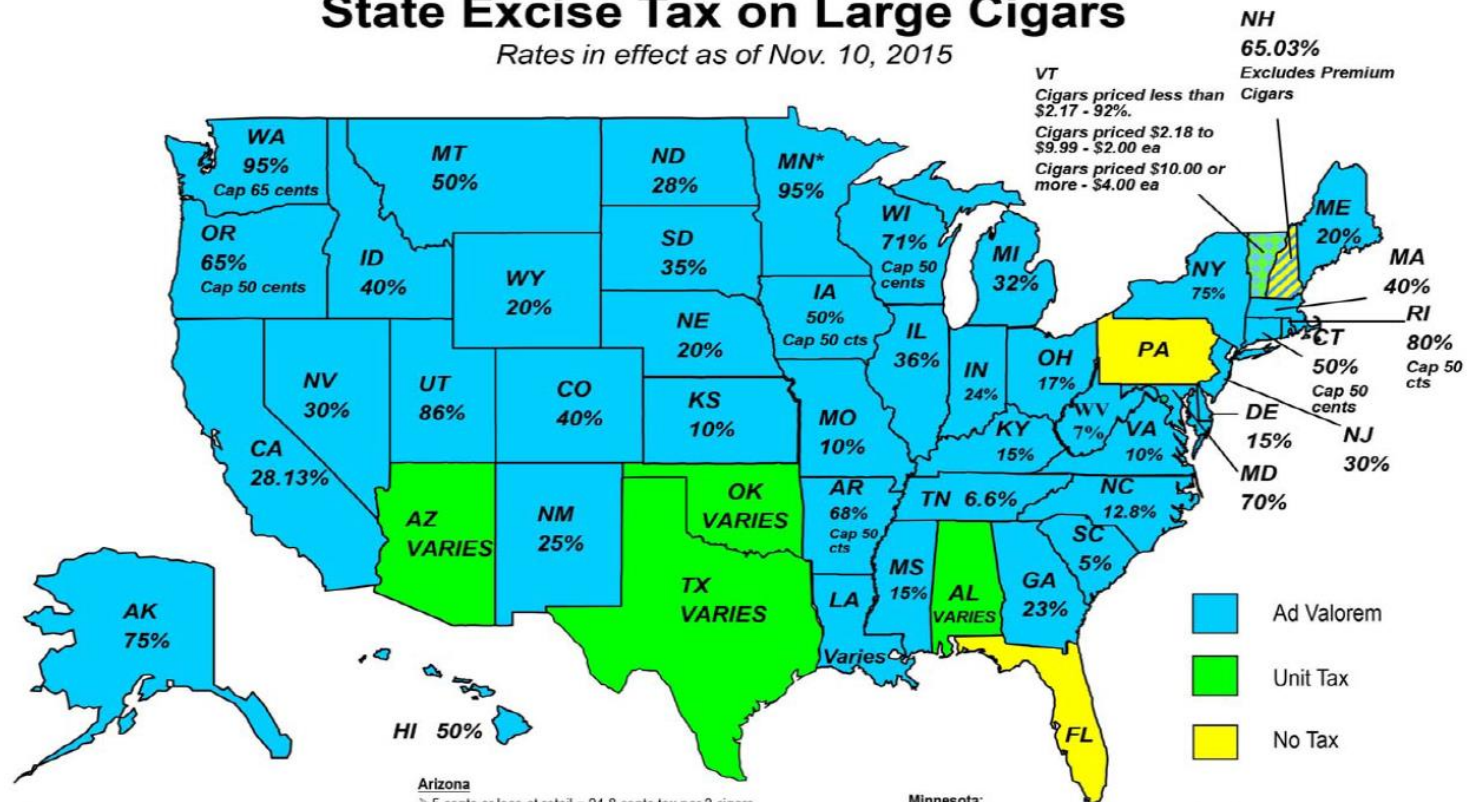 State Excise Tax on Large Cigars
Rates in effect as of Nov. 10, 2015
NH
65.03%
Excludes Premium
Cigars
VT
Cigars priced less than
$2.17 - 92%.
Cigars priced $2.18 to
$9.99 - $2.00 ea
Cigars priced $10.00 or
more - $4.00 ea
WA
95%
Cap 65 cents
MT
50%
ND
28%
MN*
95%
OR
65%
Cap 50 cents
ID
40%
WY
20%
SD
35%
WI
71%
Cap 50
cents
MI
32%
ME
20%
NY
75%
MA
40%
RI
80%
Cap 50
cts
CT
50%
Cap 50
cents
IA
50%
Cap 50 cts
NE
20%
IL
36%
IN
24%
OH
17%
PA
NV
30%
UT
86%
CO
40%
KS
10%
MO
10%
KY
15%
WV
7%
VA
10%
DE
15%
NJ
30%
MD
70%
CA
28.13%
AZ
VARIES
NM
25%
OK
VARIES
TX
VARIES
AR
68%
Cap 50
cts
TN 6.6%
NC
12.8%
SC
5%
MS
15%
AL
VARIES
GA
23%
LA
Varies
FL
AK
75%
HI 50%
Ad Valorem
Unit Tax
No Tax
Arizona
Minnesota: